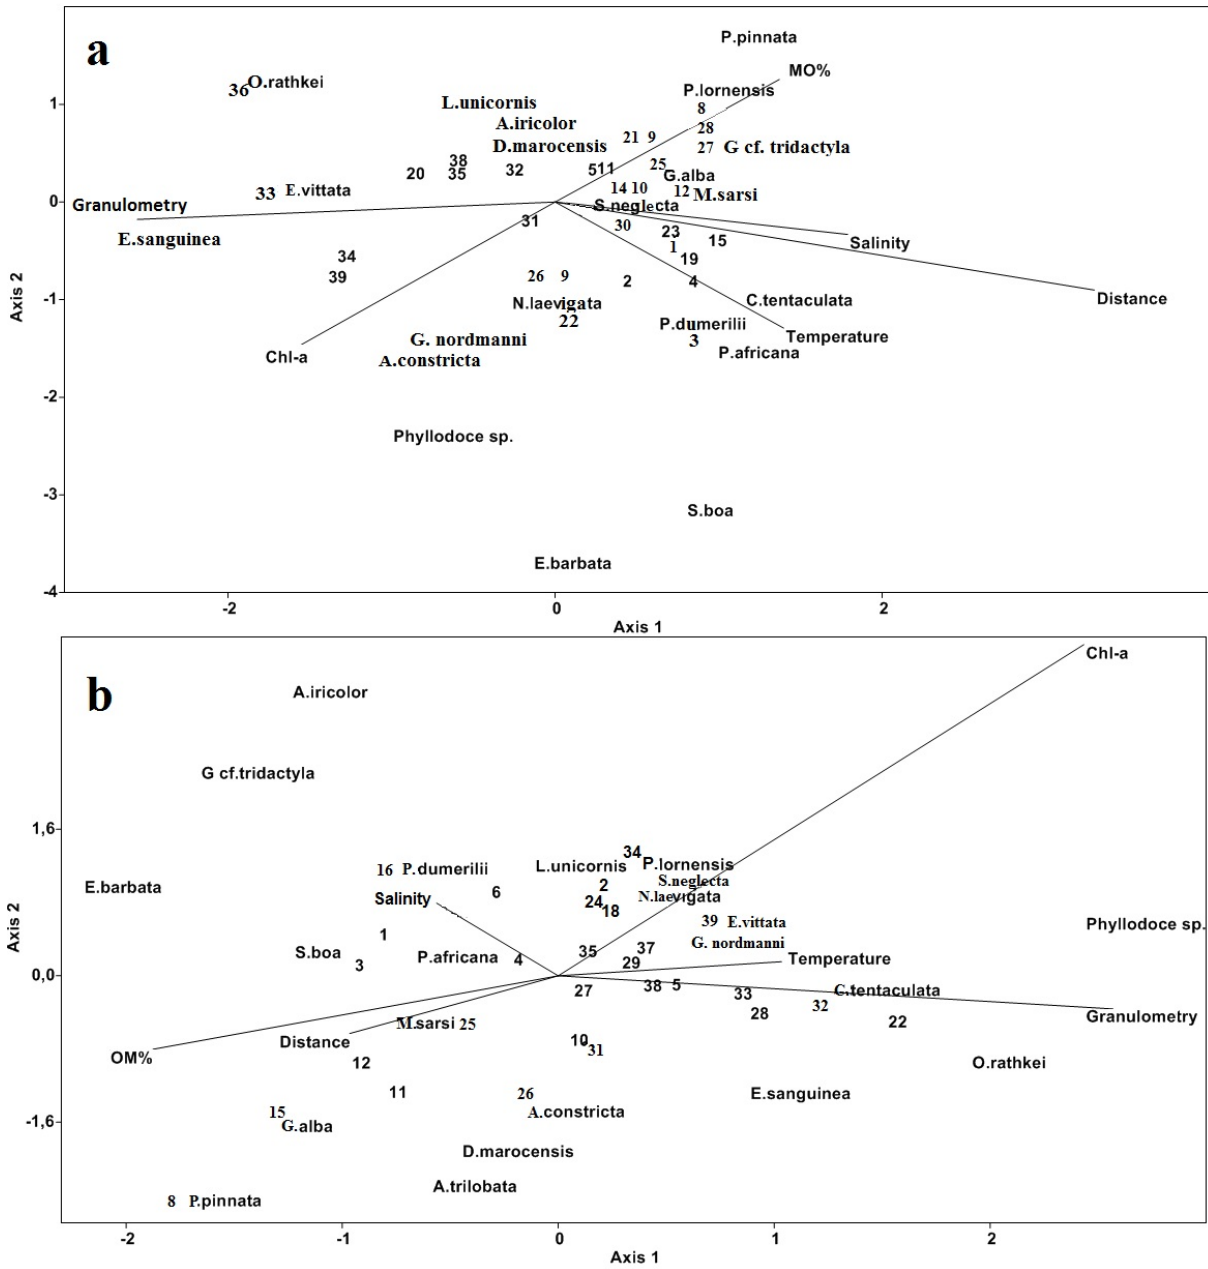 a
P.pinnata
MO%
36 O.rathkei
P.lornensis
L.unicornis
1
8
A.iricolor
28
21 9
D.marocensis
27 G cf. tridactyla
38
25
20 35 32 511
G.alba
33 E.vittata
14 10 12 M.sarsi
0
Granulometry
S.neglecta
31
30
23
E.sanguinea
15
Salinity
1
34
19
39
26 9
2 4
-1
N.laevigata
C.tentaculata
Distance
22
P.dumerilii
G. nordmanni
3
Temperature
Chl-a
A.constricta
P.africana
-2
Phyllodoce sp.
-3
S.boa
E.barbata
-4
Axis 2
-2 0 2
Axis 1
b
Chl-a
A.iricolor
G cf.tridactyla
1,6
34
16 P.dumerilii
L.unicornis
P.lornensis
E.barbata
6
2
S.neglecta
Salinity
24
N.laevigata
18
39 E.vittata
Phyllodoce sp.
1
G. nordmanni
S.boa
35 37
3
P.africana 4
29
Temperature
0,0
27
38 5
33
C.tentaculata
32
28
22
Granulometry
M.sarsi 25
Distance
10
31
OM%
12
O.rathkei
11
26
E.sanguinea
15
A.constricta
G.alba
-1,6
D.marocensis
A.trilobata
8 P.pinnata
Axis 2
-2 -1 0 1 2
Axis 1